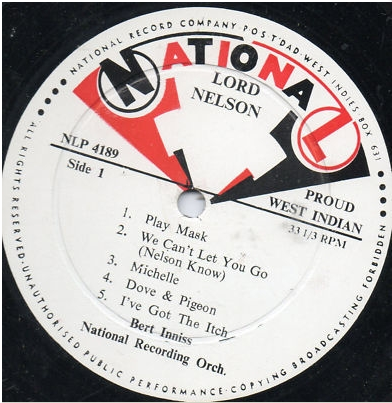 NATIONAL RECORD COMPANY P·O·S·T'DAD·WEST INDIES BOX 631
NATIONAL
LORD
NELSON
NLP 4189
Side 1
PROUD
WEST INDIAN
33 1/3 RPM
1. Play Mask
2. We Can't Let You Go
(Nelson Know)
3. Michelle
4. Dove & Pigeon
5. I've Got The Itch
Bert Inniss
National Recording Orch.
ALL RIGHTS RESERVED·UNAUTHORISED PUBLIC PERFORMANCE·COPYING BROADCASTING FORBIDDEN